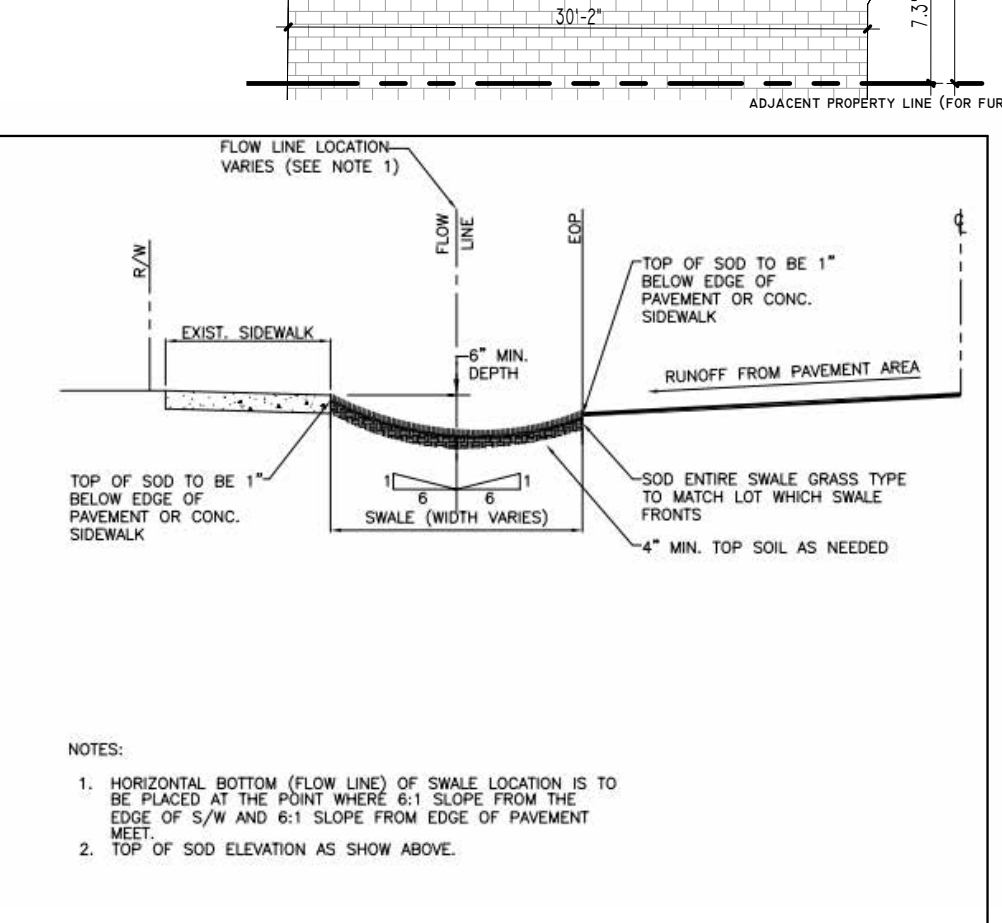 30'-2"
7.3'
ADJACENT PROPERTY LINE (FOR FUR
FLOW LINE LOCATION
VARIES (SEE NOTE 1)
R/W
FLOW
LINE
EOP
℄
TOP OF SOD TO BE 1"
BELOW EDGE OF
PAVEMENT OR CONC.
SIDEWALK
EXIST. SIDEWALK
6" MIN.
DEPTH
RUNOFF FROM PAVEMENT AREA
TOP OF SOD TO BE 1"
BELOW EDGE OF
PAVEMENT OR CONC.
SIDEWALK
1
6
6
1
SWALE (WIDTH VARIES)
SOD ENTIRE SWALE GRASS TYPE
TO MATCH LOT WHICH SWALE
FRONTS
4" MIN. TOP SOIL AS NEEDED
NOTES:
1. HORIZONTAL BOTTOM (FLOW LINE) OF SWALE LOCATION IS TO
BE PLACED AT THE POINT WHERE 6:1 SLOPE FROM THE
EDGE OF S/W AND 6:1 SLOPE FROM EDGE OF PAVEMENT
MEET.
2. TOP OF SOD ELEVATION AS SHOW ABOVE.